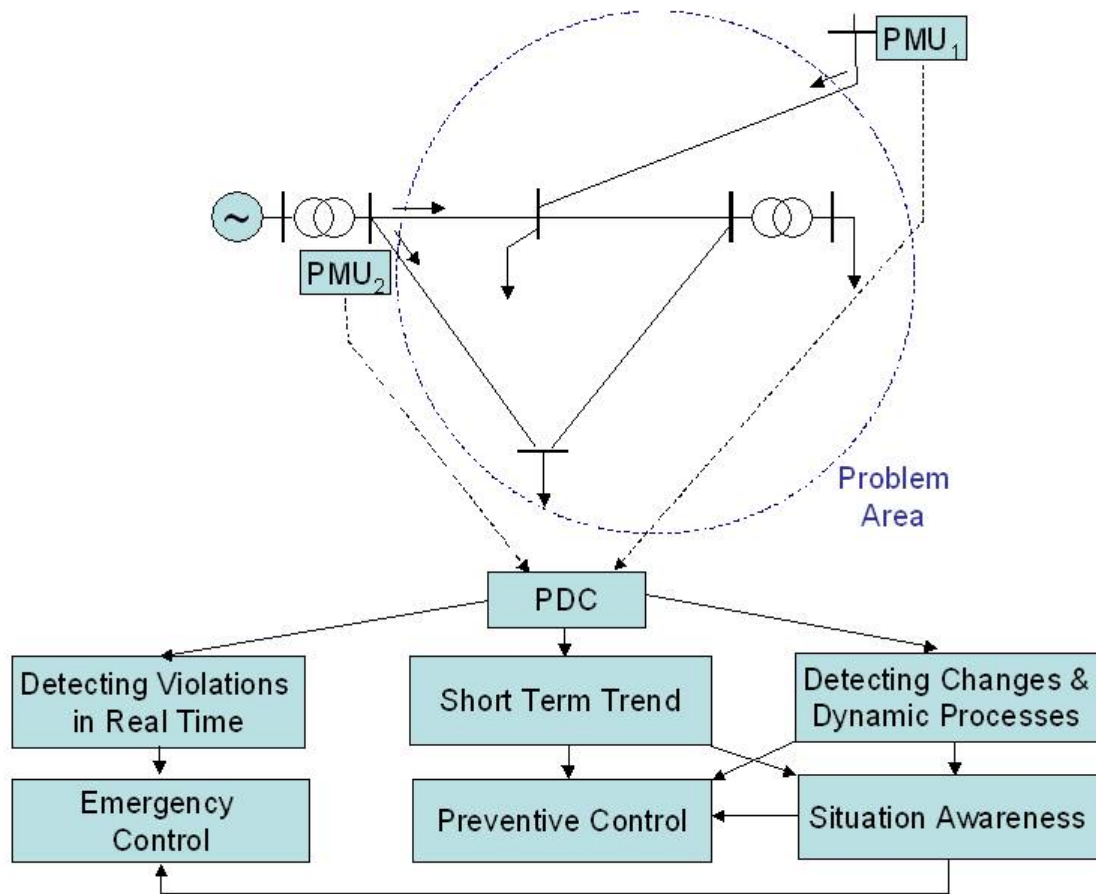 PMU₁
~
PMU₂
Problem
Area
PDC
Detecting Violations
in Real Time
Short Term Trend
Detecting Changes &
Dynamic Processes
Emergency
Control
Preventive Control
Situation Awareness